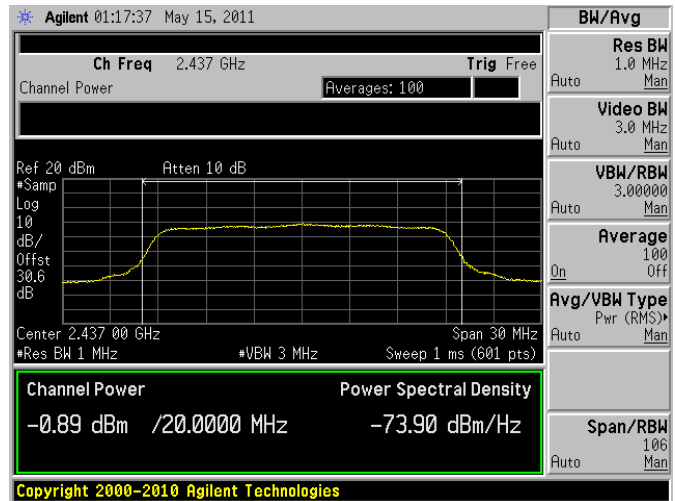 Agilent 01:17:37 May 15, 2011
BW/Avg
Ch Freq 2.437 GHz Trig Free
Channel Power Averages: 100
Ref 20 dBm Atten 10 dB
#Samp
Log
10
dB/
Offst
30.6
dB
Center 2.437 00 GHz Span 30 MHz
#Res BW 1 MHz #VBW 3 MHz Sweep 1 ms (601 pts)
Channel Power Power Spectral Density
-0.89 dBm /20.0000 MHz -73.90 dBm/Hz
Copyright 2000-2010 Agilent Technologies
Res BW
1.0 MHz
Auto Man
Video BW
3.0 MHz
Auto Man
VBW/RBW
3.00000
Auto Man
Average
100
On Off
Avg/VBW Type
Pwr (RMS)▸
Auto Man
Span/RBW
106
Auto Man